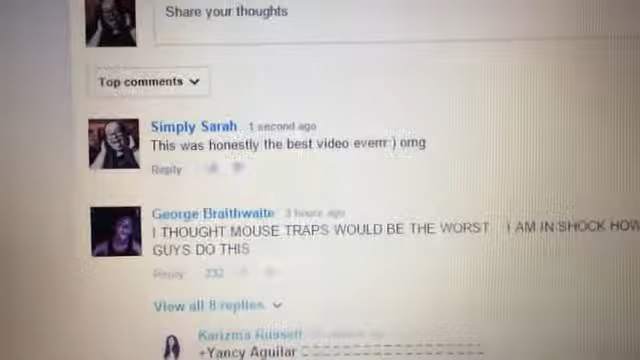 Share your thoughts
Top comments
Simply Sarah 1 second ago
This was honestly the best video everrr:) omg
Reply
George Braithwaite 3 hours ago
I THOUGHT MOUSE TRAPS WOULD BE THE WORST I AM IN SHOCK HOW
GUYS DO THIS
Reply 232
View all 8 replies
Karizma Russell
+Yancy Aguilar